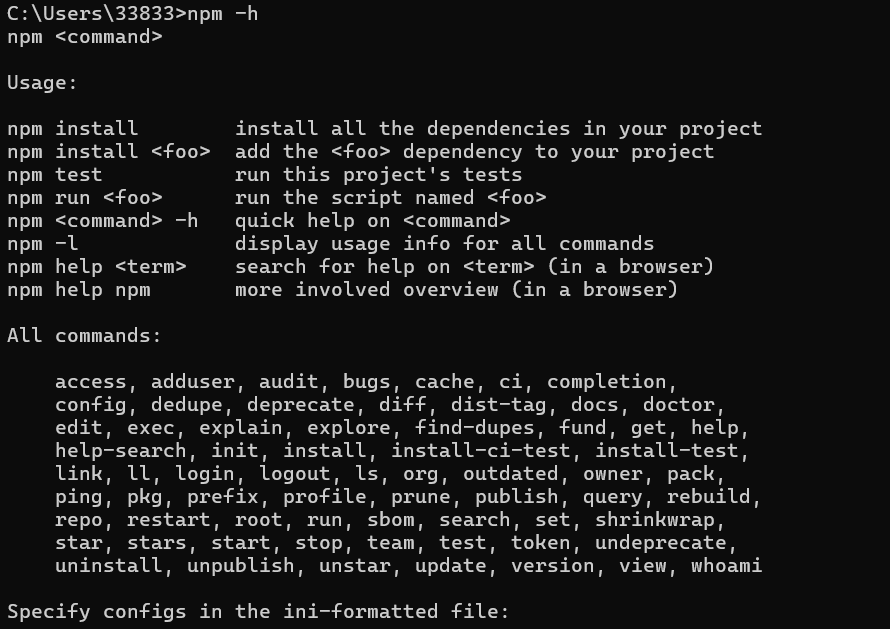 C:\Users\33833>npm -h
npm <command>
Usage:
npm install install all the dependencies in your project
npm install <foo> add the <foo> dependency to your project
npm test run this project's tests
npm run <foo> run the script named <foo>
npm <command> -h quick help on <command>
npm -l display usage info for all commands
npm help <term> search for help on <term> (in a browser)
npm help npm more involved overview (in a browser)
All commands:
access, adduser, audit, bugs, cache, ci, completion,
config, dedupe, deprecate, diff, dist-tag, docs, doctor,
edit, exec, explain, explore, find-dupes, fund, get, help,
help-search, init, install, install-ci-test, install-test,
link, ll, login, logout, ls, org, outdated, owner, pack,
ping, pkg, prefix, profile, prune, publish, query, rebuild,
repo, restart, root, run, sbom, search, set, shrinkwrap,
star, stars, start, stop, team, test, token, undeprecate,
uninstall, unpublish, unstar, update, version, view, whoami
Specify configs in the ini-formatted file: